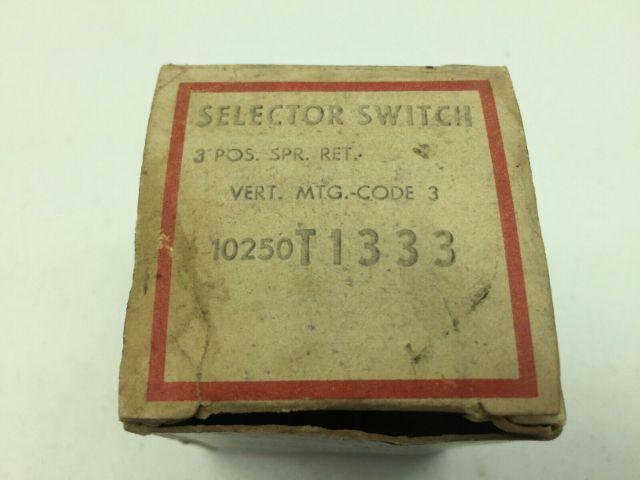 SELECTOR SWITCH
3 POS. SPR. RET.
VERT. MTG.-CODE 3
10250T1333